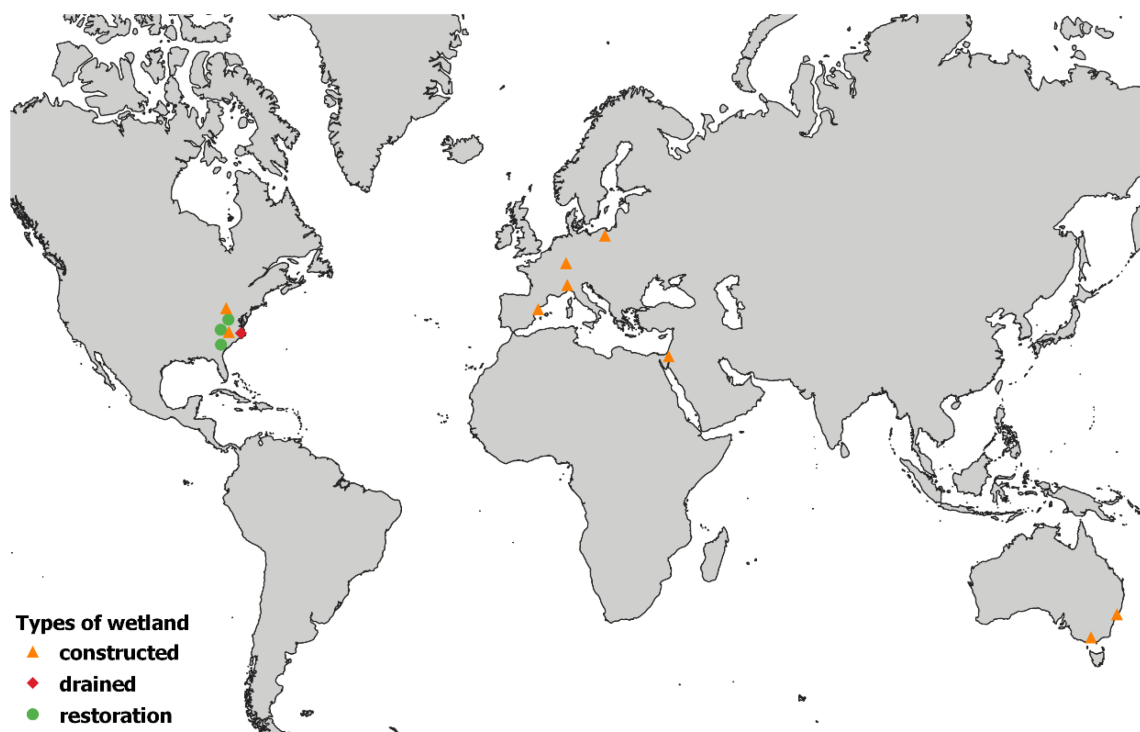 Types of wetland
constructed
drained
restoration